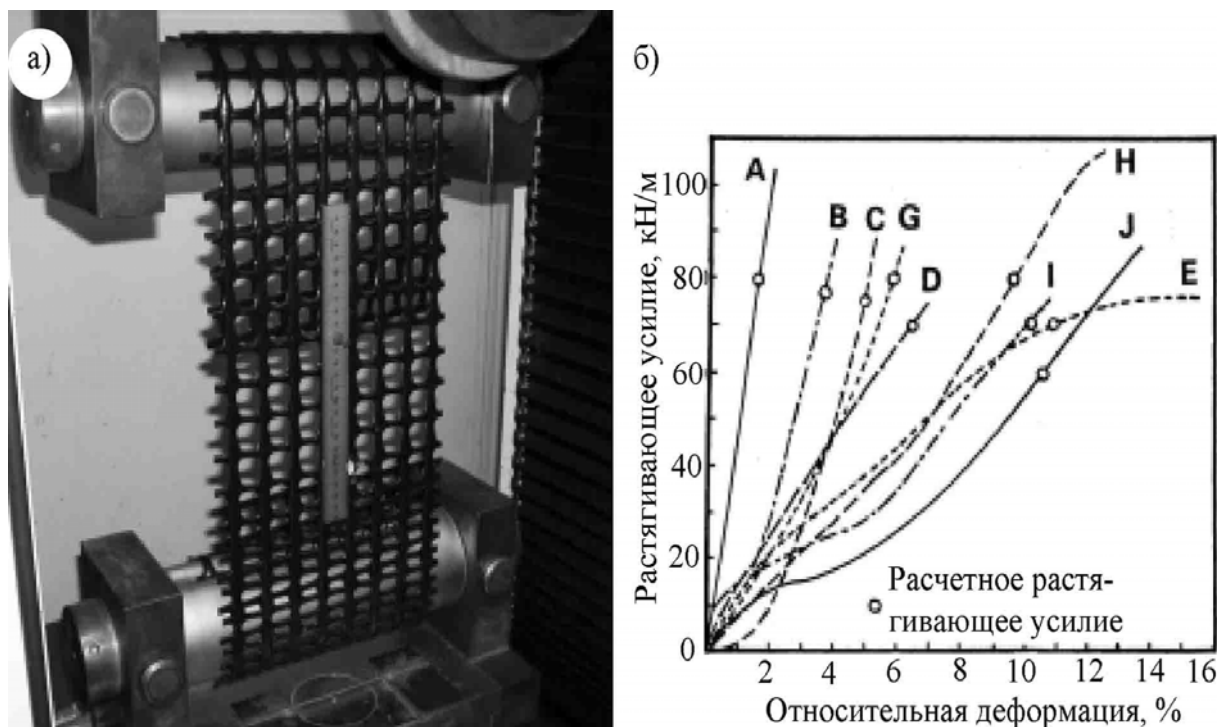 а)
б)
Растягивающее усилие, кН/м
100
80
60
40
20
0
A
B
C
G
D
H
I
J
E
Расчетное растя-
гивающее усилие
2
4
6
8
10
12
14
16
Относительная деформация, %